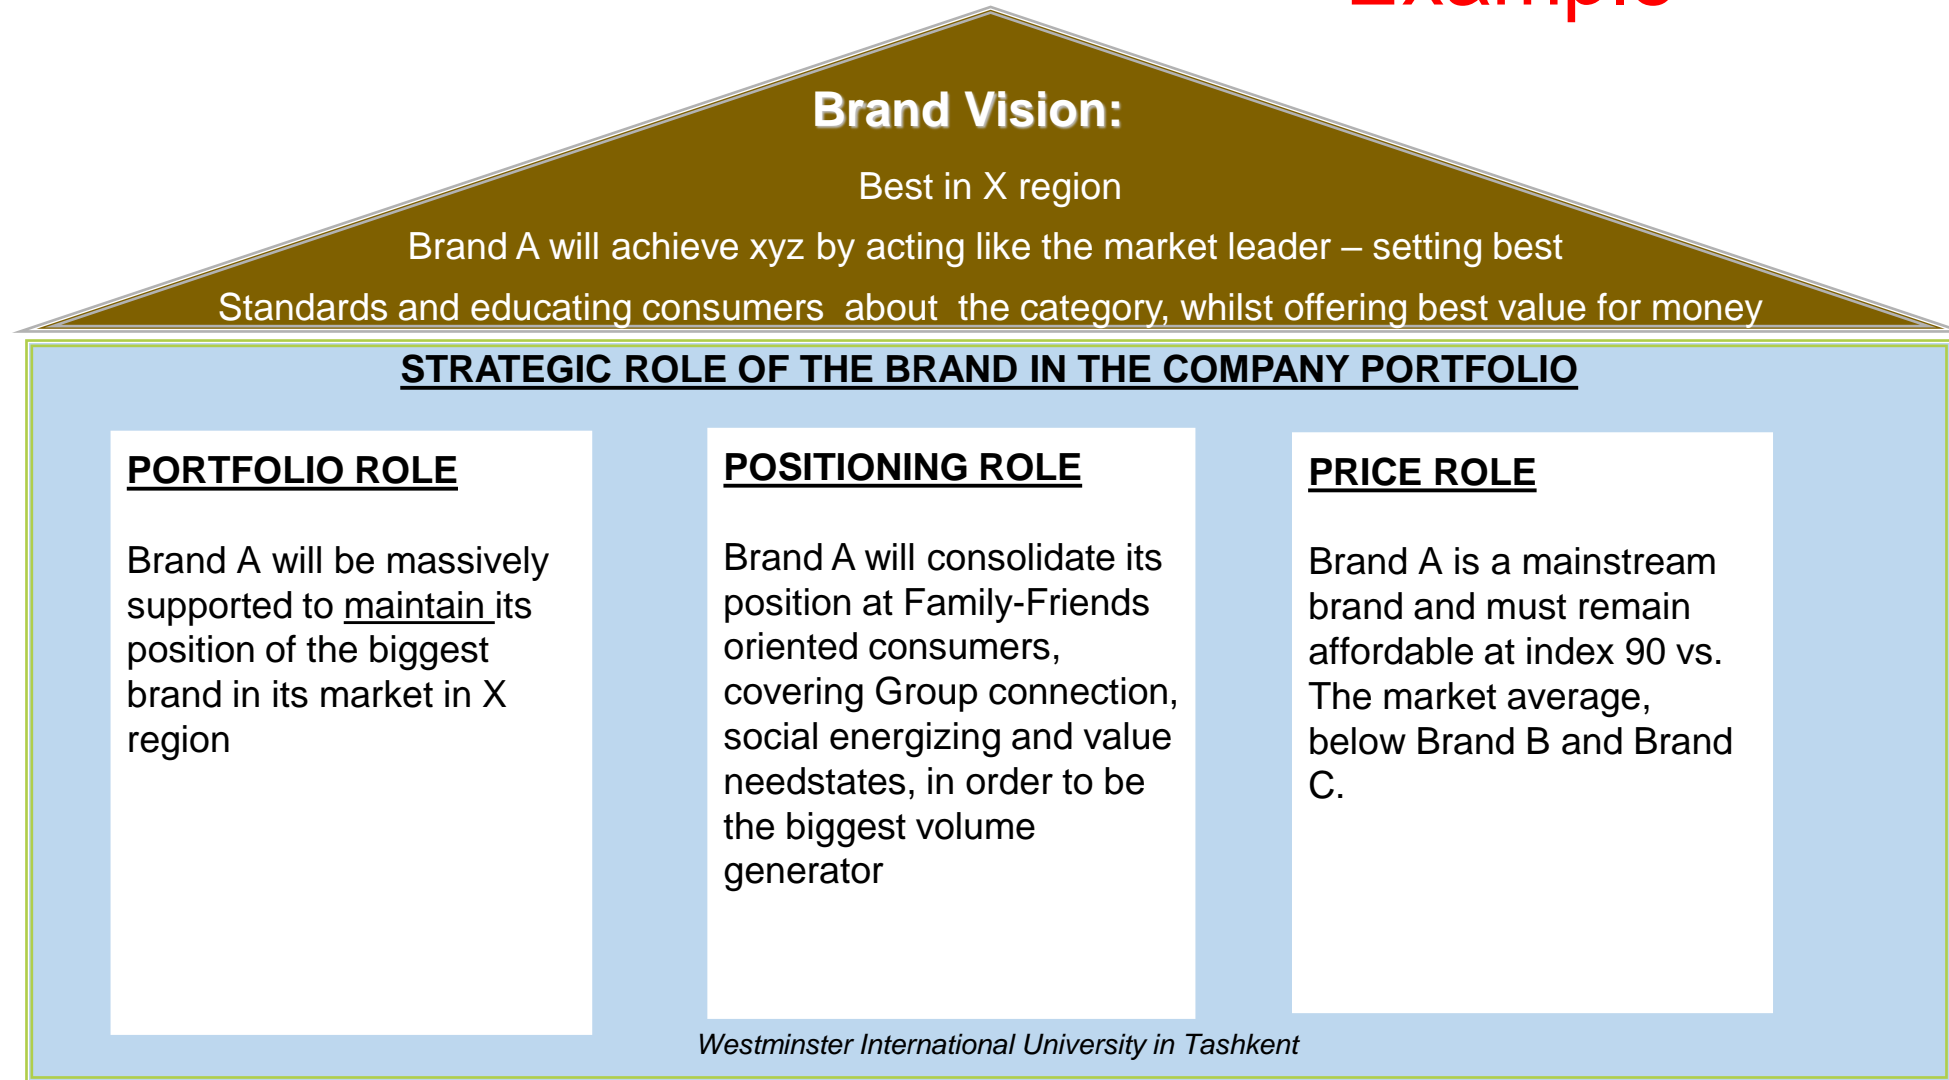 Example
Brand Vision:
Best in X region
Brand A will achieve xyz by acting like the market leader – setting best
Standards and educating consumers about the category, whilst offering best value for money
STRATEGIC ROLE OF THE BRAND IN THE COMPANY PORTFOLIO
PORTFOLIO ROLE
Brand A will be massively
supported to maintain its
position of the biggest
brand in its market in X
region
POSITIONING ROLE
Brand A will consolidate its
position at Family-Friends
oriented consumers,
covering Group connection,
social energizing and value
needstates, in order to be
the biggest volume
generator
PRICE ROLE
Brand A is a mainstream
brand and must remain
affordable at index 90 vs.
The market average,
below Brand B and Brand
C.
Westminster International University in Tashkent